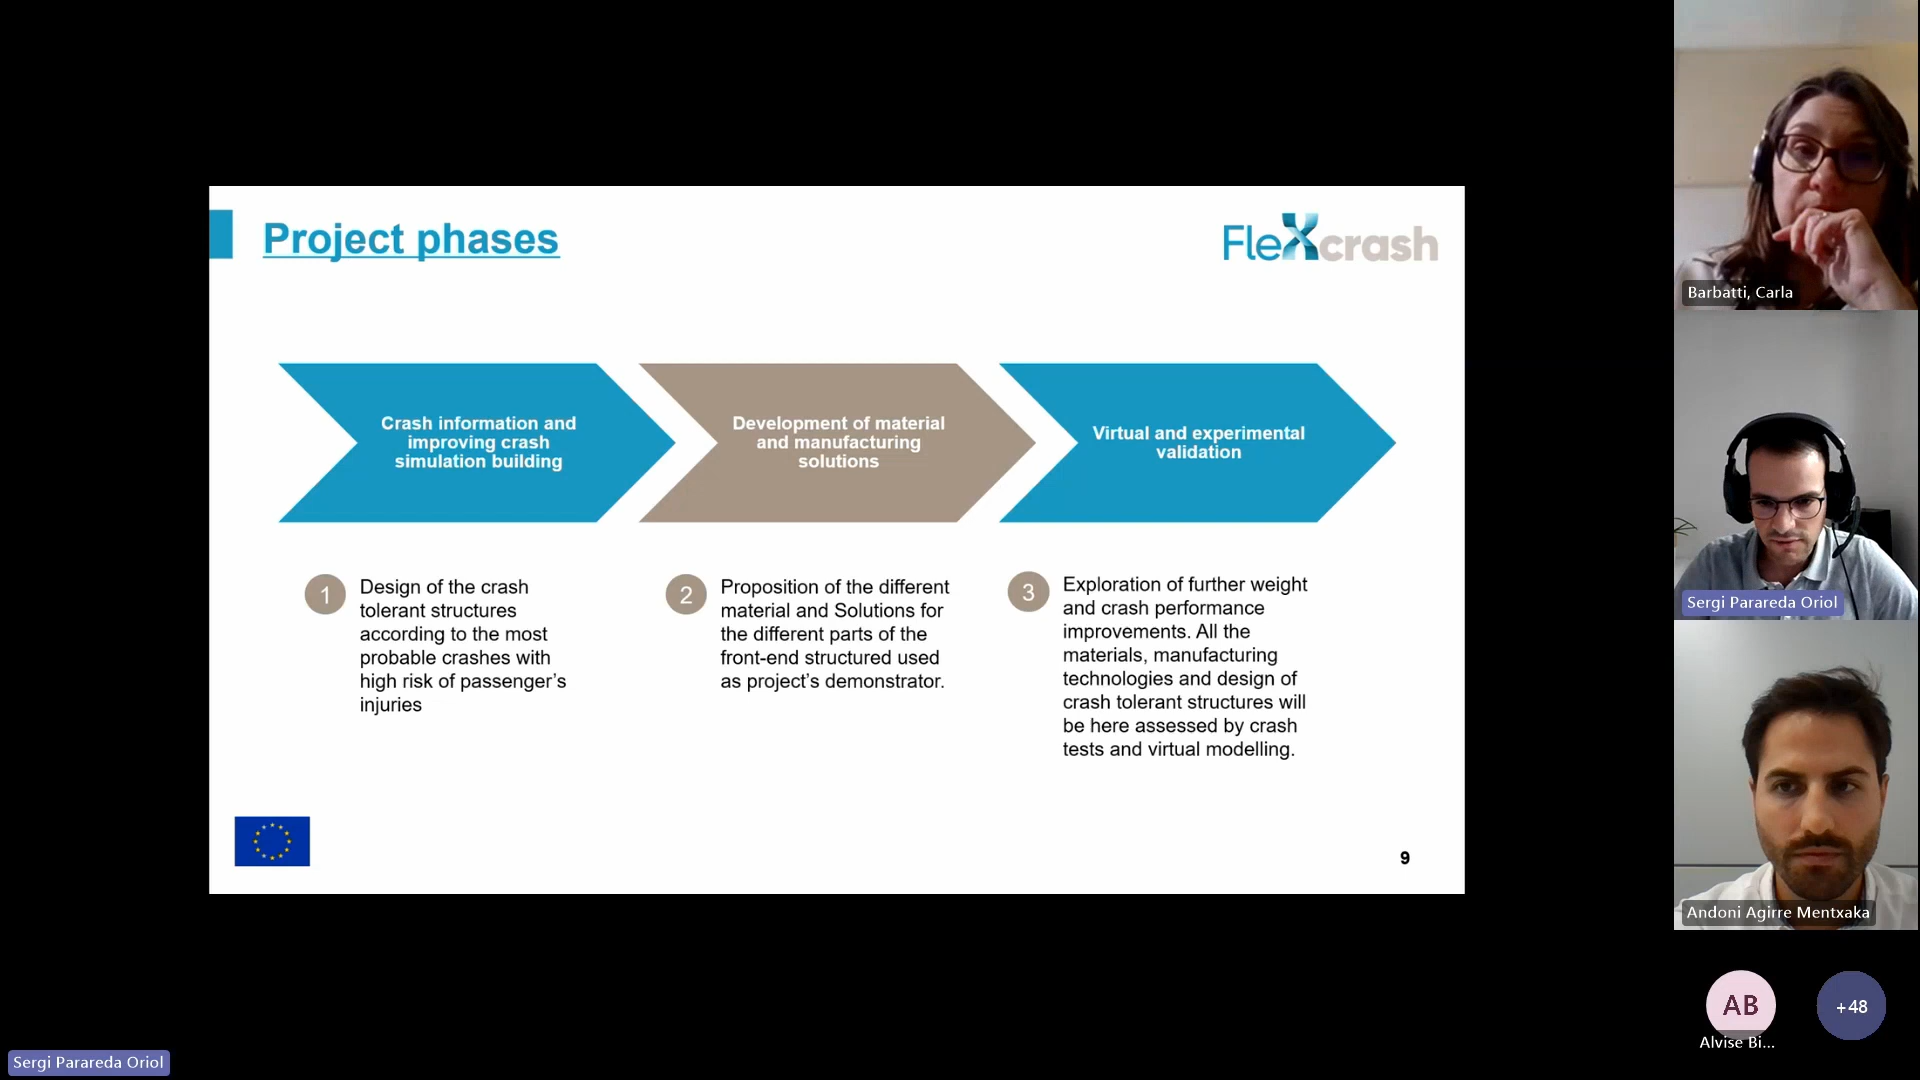 Project phases
FleXcrash
Crash information and
improving crash
simulation building
Development of material
and manufacturing
solutions
Virtual and experimental
validation
1
Design of the crash
tolerant structures
according to the most
probable crashes with
high risk of passenger's
injuries
2
Proposition of the different
material and Solutions for
the different parts of the
front-end structured used
as project's demonstrator.
3
Exploration of further weight
and crash performance
improvements. All the
materials, manufacturing
technologies and design of
crash tolerant structures will
be here assessed by crash
tests and virtual modelling.
9
Barbatti, Carla
Sergi Parareda Oriol
Andoni Agirre Mentxaka
AB
Alvise Bi...
+48
Sergi Parareda Oriol